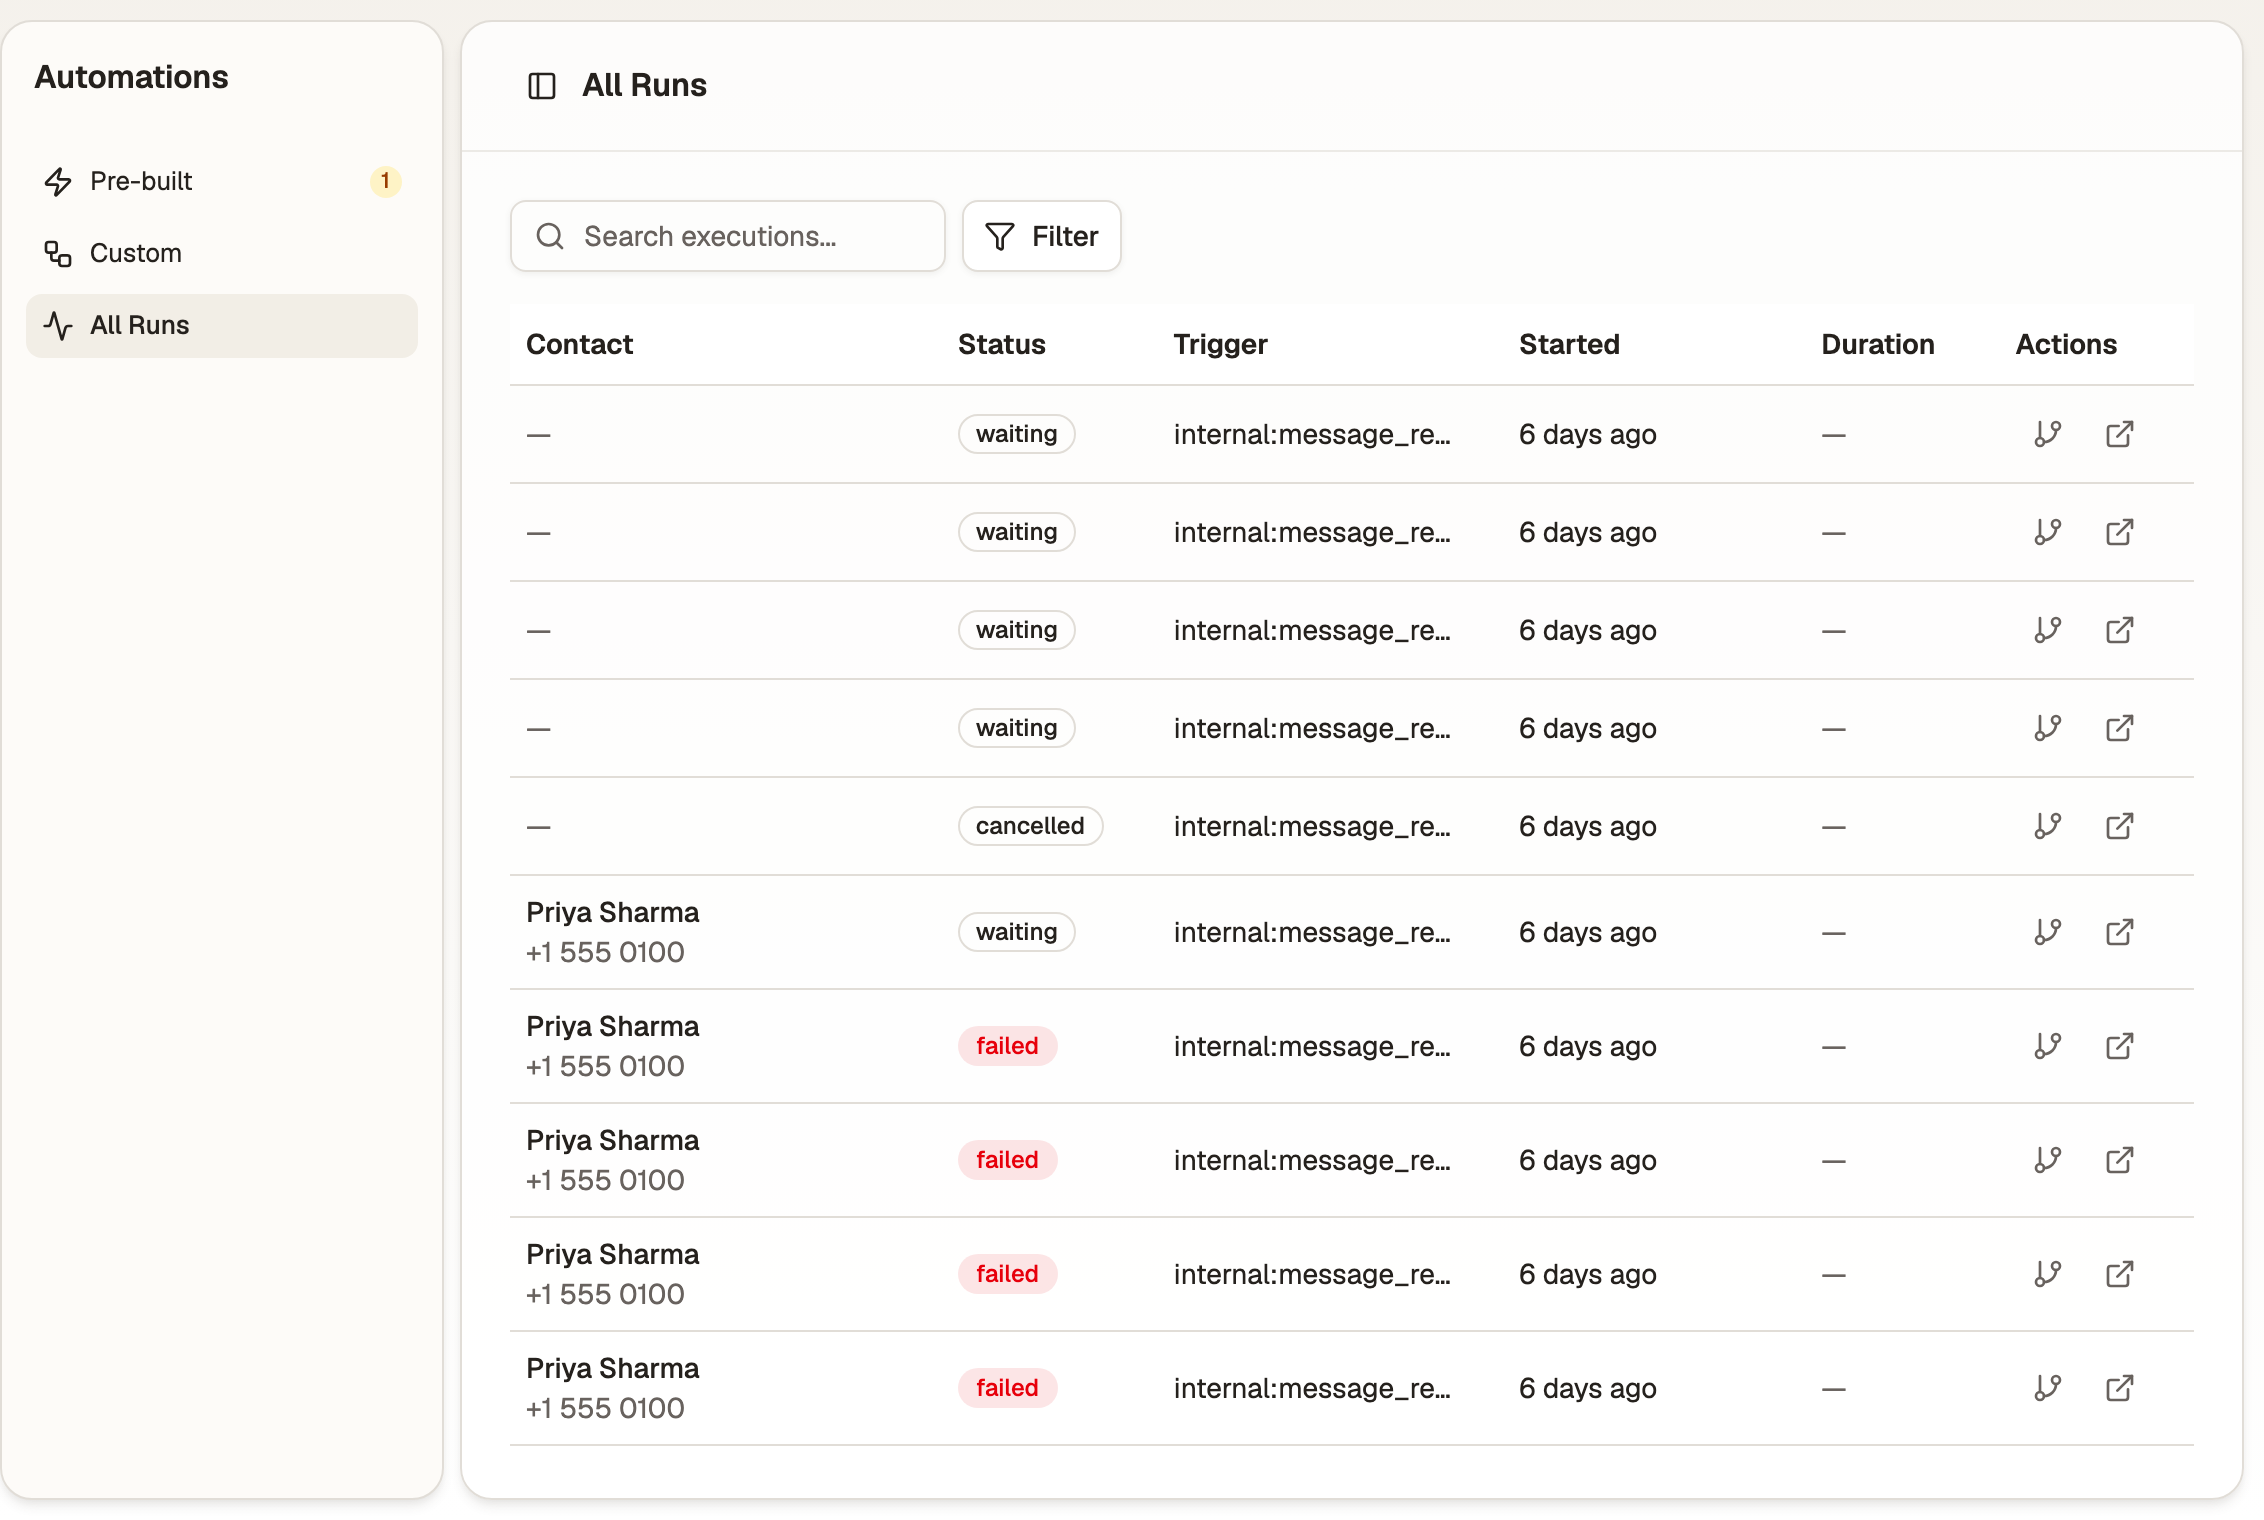 Automations
Pre-built 1
Custom
All Runs
All Runs
Search executions...
Filter
Contact Status Trigger Started Duration Actions
— waiting internal:message_re... 6 days ago —
— waiting internal:message_re... 6 days ago —
— waiting internal:message_re... 6 days ago —
— waiting internal:message_re... 6 days ago —
— cancelled internal:message_re... 6 days ago —
Priya Sharma
+1 555 0100
waiting internal:message_re... 6 days ago —
Priya Sharma
+1 555 0100
failed internal:message_re... 6 days ago —
Priya Sharma
+1 555 0100
failed internal:message_re... 6 days ago —
Priya Sharma
+1 555 0100
failed internal:message_re... 6 days ago —
Priya Sharma
+1 555 0100
failed internal:message_re... 6 days ago —